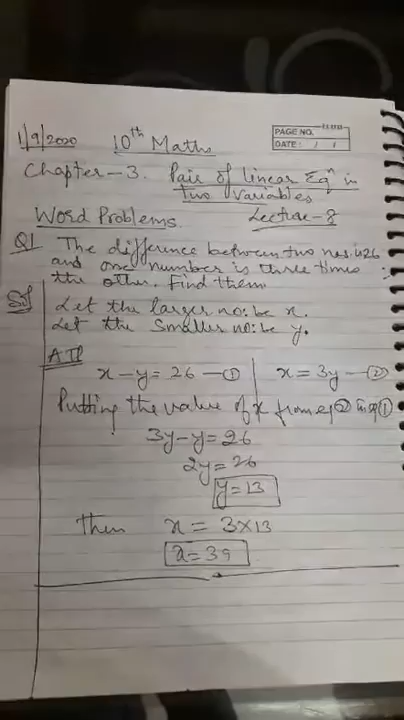 1/9/2020 10th Maths
PAGE NO.
DATE: / /
Chapter-3. Pair of linear Eqn in
Two Variables
Word Problems. Lecture-8
Q1 The difference between two nos. is 26
and one number is three times
the other. Find them.
Sol Let the larger no: be x.
Let the smaller no: be y.
ATP
x-y=26 —① | x=3y —②
Putting the value of x from eq② in eq①
3y-y=26
2y=26
y=13
Then x = 3×13
x=39